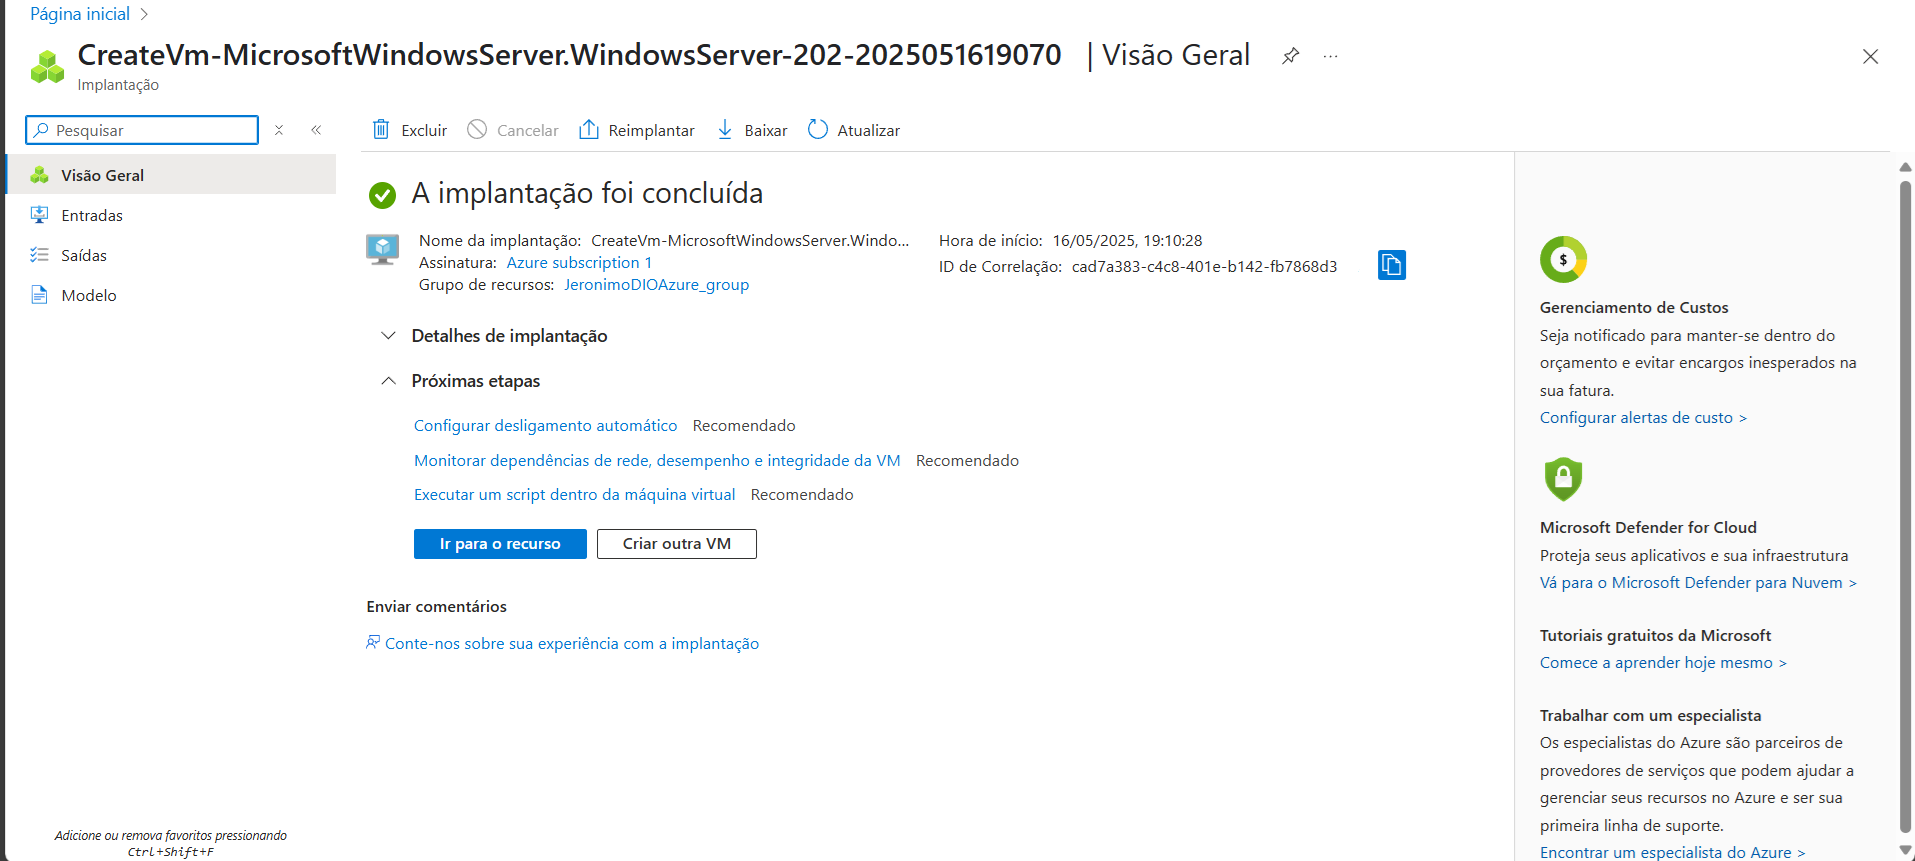 Página inicial
CreateVm-MicrosoftWindowsServer.WindowsServer-202-2025051619070 | Visão Geral
Implantação
Pesquisar
Visão Geral
Entradas
Saídas
Modelo
Adicione ou remova favoritos pressionando
Ctrl+Shift+F
Excluir Cancelar Reimplantar Baixar Atualizar
A implantação foi concluída
Nome da implantação: CreateVm-MicrosoftWindowsServer.Windo...
Assinatura: Azure subscription 1
Grupo de recursos: JeronimoDIOAzure_group
Hora de início: 16/05/2025, 19:10:28
ID de Correlação: cad7a383-c4c8-401e-b142-fb7868d3
Detalhes de implantação
Próximas etapas
Configurar desligamento automático Recomendado
Monitorar dependências de rede, desempenho e integridade da VM Recomendado
Executar um script dentro da máquina virtual Recomendado
Ir para o recurso Criar outra VM
Enviar comentários
Conte-nos sobre sua experiência com a implantação
$
Gerenciamento de Custos
Seja notificado para manter-se dentro do
orçamento e evitar encargos inesperados na
sua fatura.
Configurar alertas de custo >
Microsoft Defender for Cloud
Proteja seus aplicativos e sua infraestrutura
Vá para o Microsoft Defender para Nuvem >
Tutoriais gratuitos da Microsoft
Comece a aprender hoje mesmo >
Trabalhar com um especialista
Os especialistas do Azure são parceiros de
provedores de serviços que podem ajudar a
gerenciar seus recursos no Azure e ser sua
primeira linha de suporte.
Encontrar um especialista do Azure >